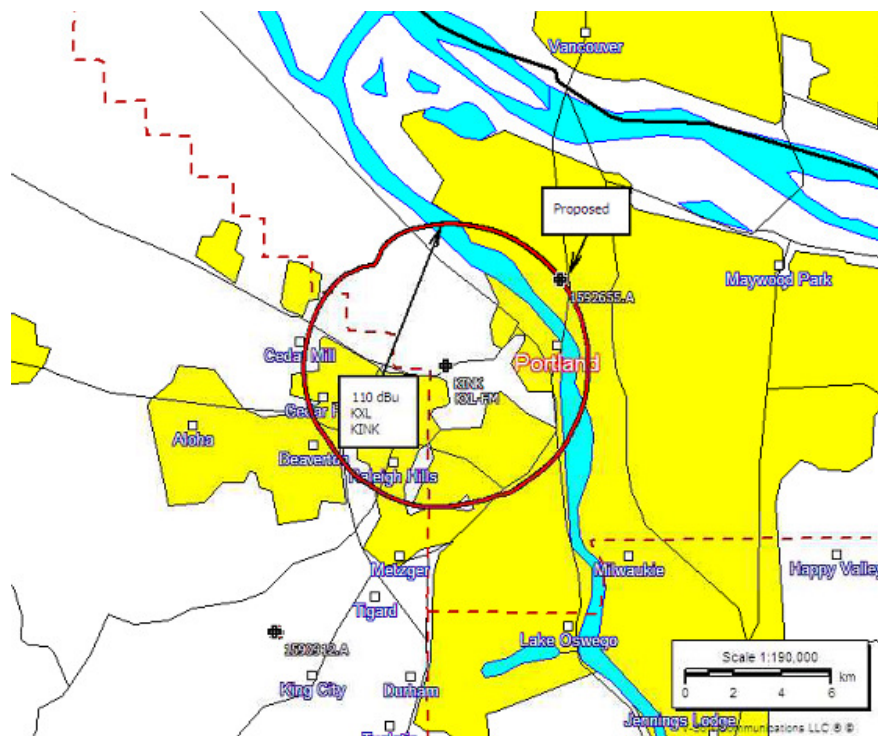 Vancouver
Proposed
Maywood Park
1592655.A
Portland
Cedar Mill
KINK
KXL-FM
110 dBu
KXL
KINK
Aloha
Beaverton
Raleigh Hills
Metzger
Milwaukie
Happy Valley
Tigard
Lake Oswego
King City
Durham
Scale 1:190,000
0 2 4 6
km
Jennings Lodge
Communications LLC ® ©